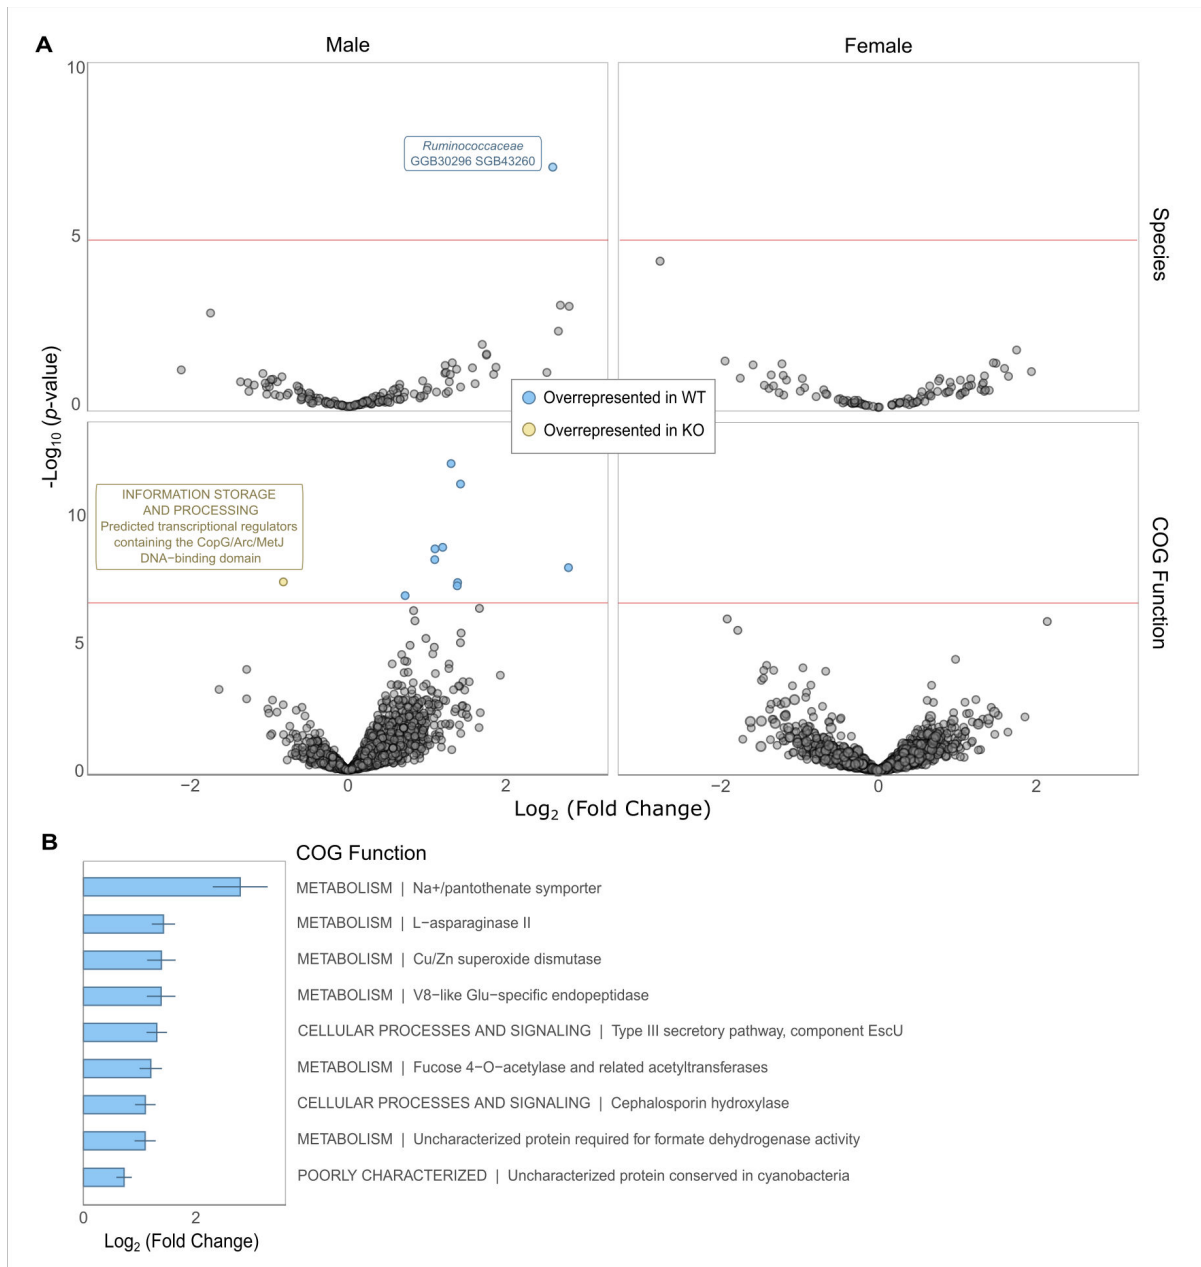 A
Male
Female
10
Ruminococcaceae
GGB30296 SGB43260
5
Species
-Log10 (p-value)
0
Overrepresented in WT
Overrepresented in KO
INFORMATION STORAGE
AND PROCESSING
Predicted transcriptional regulators
containing the CopG/Arc/MetJ
DNA−binding domain
10
COG Function
5
0
−2 0 2 −2 0 2
Log2 (Fold Change)
B
COG Function
METABOLISM | Na+/pantothenate symporter
METABOLISM | L−asparaginase II
METABOLISM | Cu/Zn superoxide dismutase
METABOLISM | V8−like Glu−specific endopeptidase
CELLULAR PROCESSES AND SIGNALING | Type III secretory pathway, component EscU
METABOLISM | Fucose 4−O−acetylase and related acetyltransferases
CELLULAR PROCESSES AND SIGNALING | Cephalosporin hydroxylase
METABOLISM | Uncharacterized protein required for formate dehydrogenase activity
POORLY CHARACTERIZED | Uncharacterized protein conserved in cyanobacteria
0 2
Log2 (Fold Change)